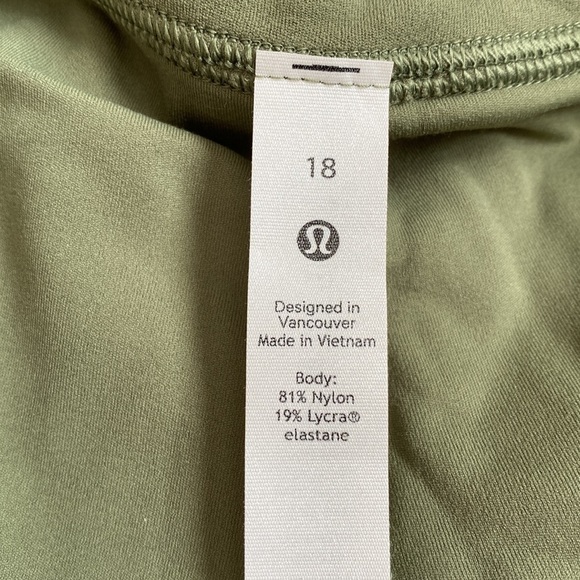 18
Designed in
Vancouver
Made in Vietnam
Body:
81% Nylon
19% Lycra®
elastane